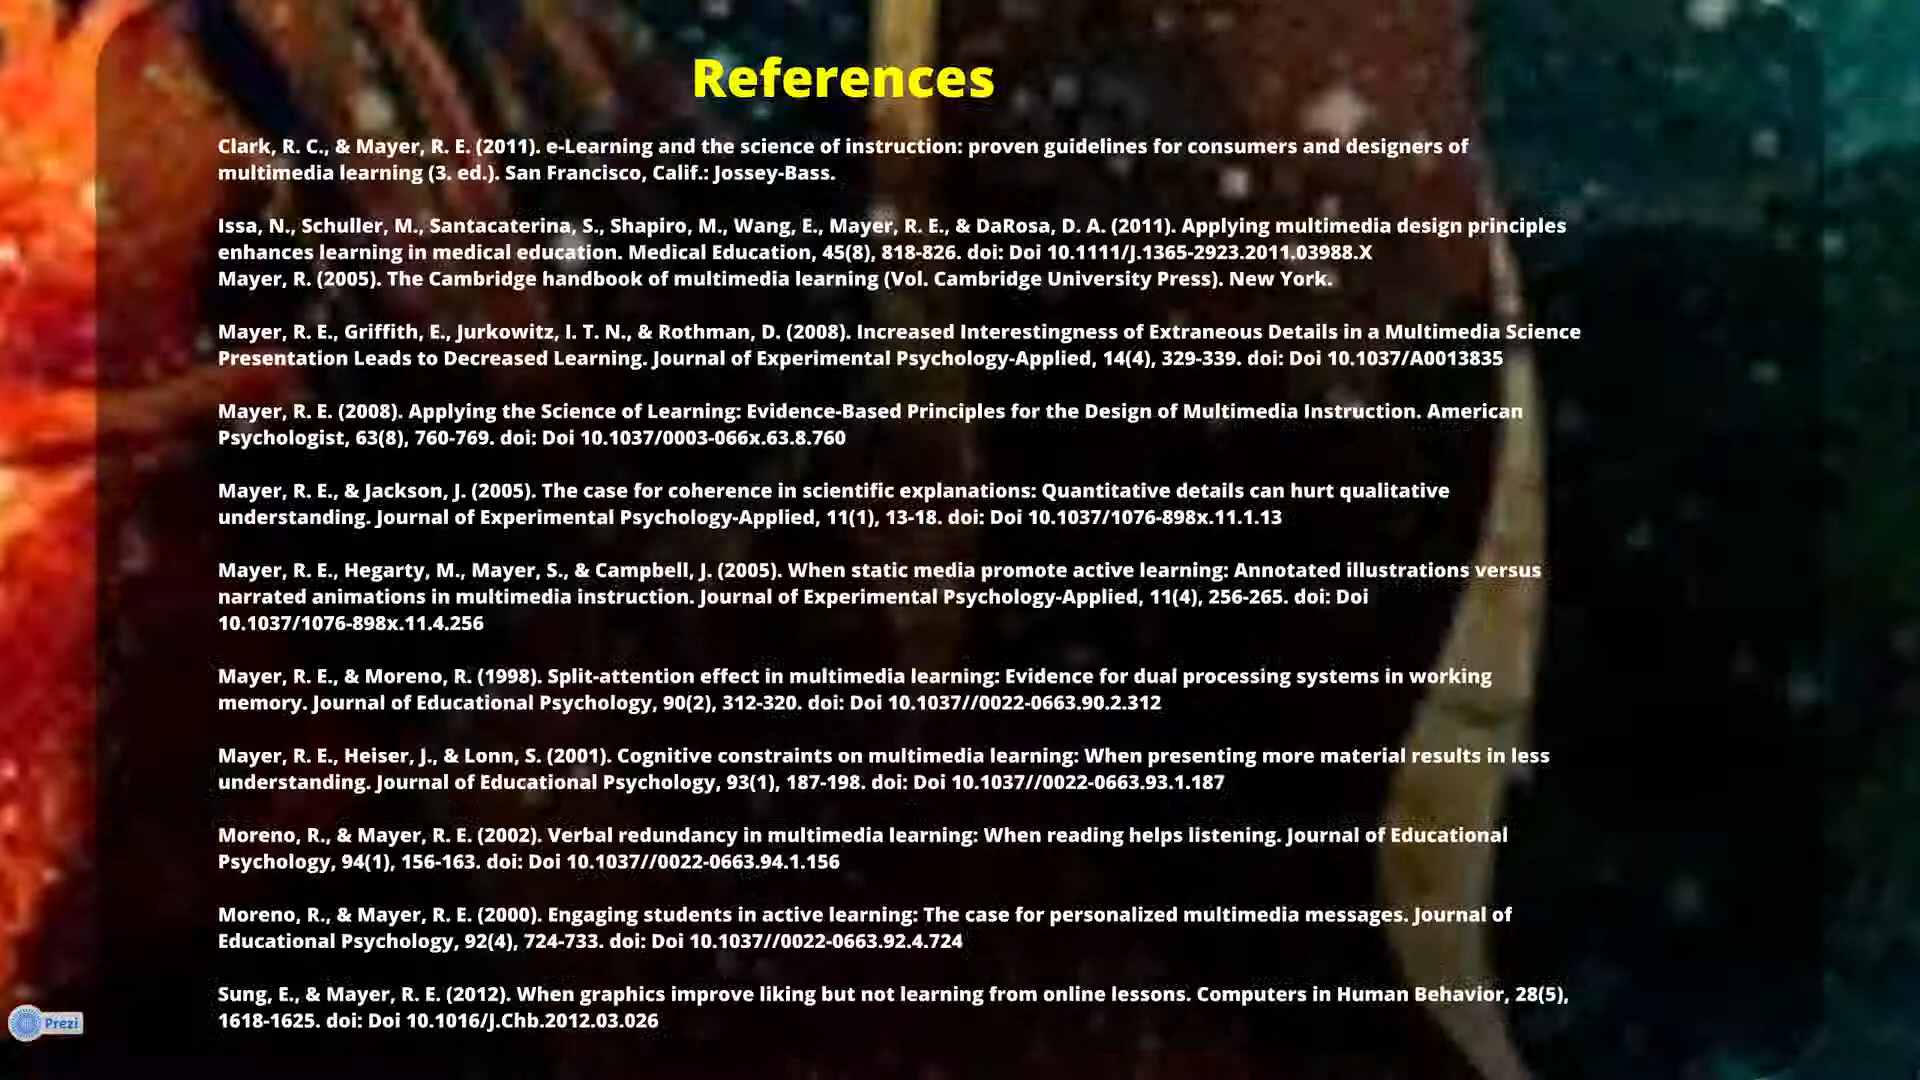 References
Clark, R. C., & Mayer, R. E. (2011). e-Learning and the science of instruction: proven guidelines for consumers and designers of
multimedia learning (3. ed.). San Francisco, Calif.: Jossey-Bass.
Issa, N., Schuller, M., Santacaterina, S., Shapiro, M., Wang, E., Mayer, R. E., & DaRosa, D. A. (2011). Applying multimedia design principles
enhances learning in medical education. Medical Education, 45(8), 818-826. doi: Doi 10.1111/J.1365-2923.2011.03988.X
Mayer, R. (2005). The Cambridge handbook of multimedia learning (Vol. Cambridge University Press). New York.
Mayer, R. E., Griffith, E., Jurkowitz, I. T. N., & Rothman, D. (2008). Increased Interestingness of Extraneous Details in a Multimedia Science
Presentation Leads to Decreased Learning. Journal of Experimental Psychology-Applied, 14(4), 329-339. doi: Doi 10.1037/A0013835
Mayer, R. E. (2008). Applying the Science of Learning: Evidence-Based Principles for the Design of Multimedia Instruction. American
Psychologist, 63(8), 760-769. doi: Doi 10.1037/0003-066x.63.8.760
Mayer, R. E., & Jackson, J. (2005). The case for coherence in scientific explanations: Quantitative details can hurt qualitative
understanding. Journal of Experimental Psychology-Applied, 11(1), 13-18. doi: Doi 10.1037/1076-898x.11.1.13
Mayer, R. E., Hegarty, M., Mayer, S., & Campbell, J. (2005). When static media promote active learning: Annotated illustrations versus
narrated animations in multimedia instruction. Journal of Experimental Psychology-Applied, 11(4), 256-265. doi: Doi
10.1037/1076-898x.11.4.256
Mayer, R. E., & Moreno, R. (1998). Split-attention effect in multimedia learning: Evidence for dual processing systems in working
memory. Journal of Educational Psychology, 90(2), 312-320. doi: Doi 10.1037//0022-0663.90.2.312
Mayer, R. E., Heiser, J., & Lonn, S. (2001). Cognitive constraints on multimedia learning: When presenting more material results in less
understanding. Journal of Educational Psychology, 93(1), 187-198. doi: Doi 10.1037//0022-0663.93.1.187
Moreno, R., & Mayer, R. E. (2002). Verbal redundancy in multimedia learning: When reading helps listening. Journal of Educational
Psychology, 94(1), 156-163. doi: Doi 10.1037//0022-0663.94.1.156
Moreno, R., & Mayer, R. E. (2000). Engaging students in active learning: The case for personalized multimedia messages. Journal of
Educational Psychology, 92(4), 724-733. doi: Doi 10.1037//0022-0663.92.4.724
Sung, E., & Mayer, R. E. (2012). When graphics improve liking but not learning from online lessons. Computers in Human Behavior, 28(5),
1618-1625. doi: Doi 10.1016/J.Chb.2012.03.026
Prezi